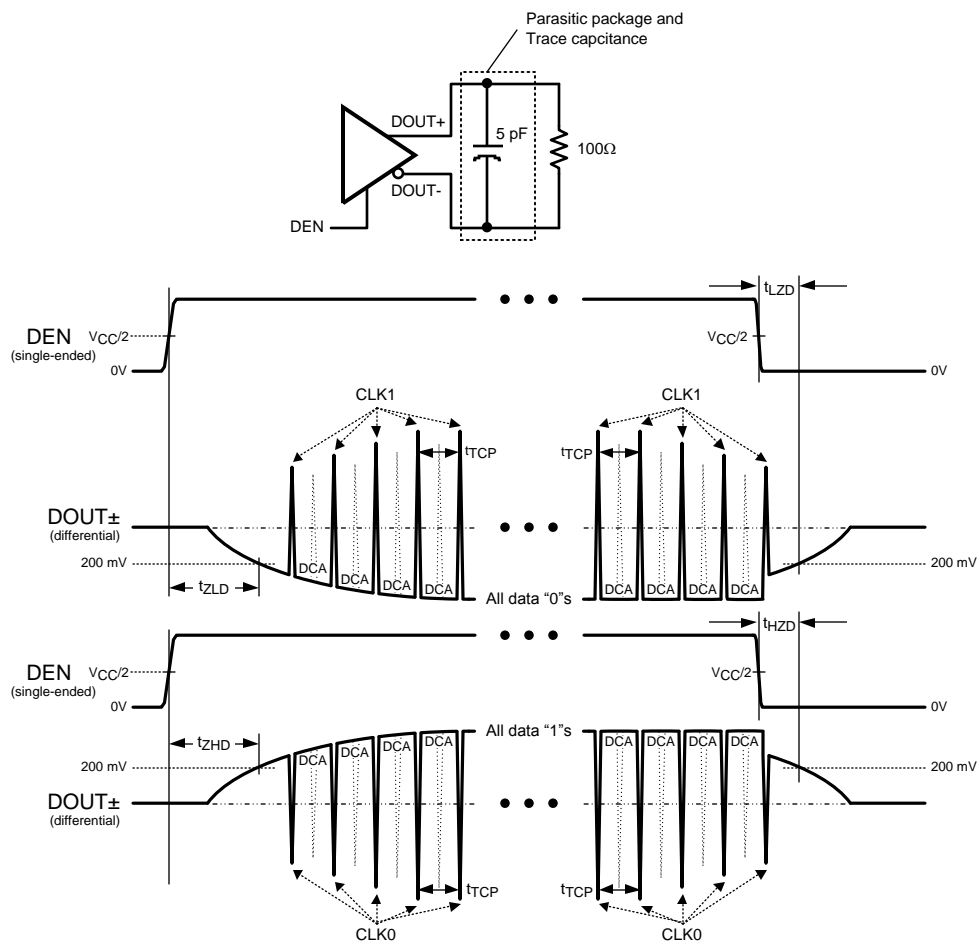 Parasitic package and
Trace capcitance
DOUT+
5 pF
100Ω
DOUT-
DEN
tLZD
DEN
(single-ended)
VCC/2
0V
VCC/2
0V
CLK1
CLK1
tTCP
tTCP
DOUT±
(differential)
200 mV
200 mV
tZLD
DCA
DCA
DCA
DCA
DCA
DCA
DCA
DCA
All data “0”s
tHZD
DEN
(single-ended)
VCC/2
0V
VCC/2
0V
All data “1”s
tZHD
DCA
DCA
DCA
DCA
DCA
DCA
DCA
DCA
200 mV
200 mV
DOUT±
(differential)
tTCP
tTCP
CLK0
CLK0